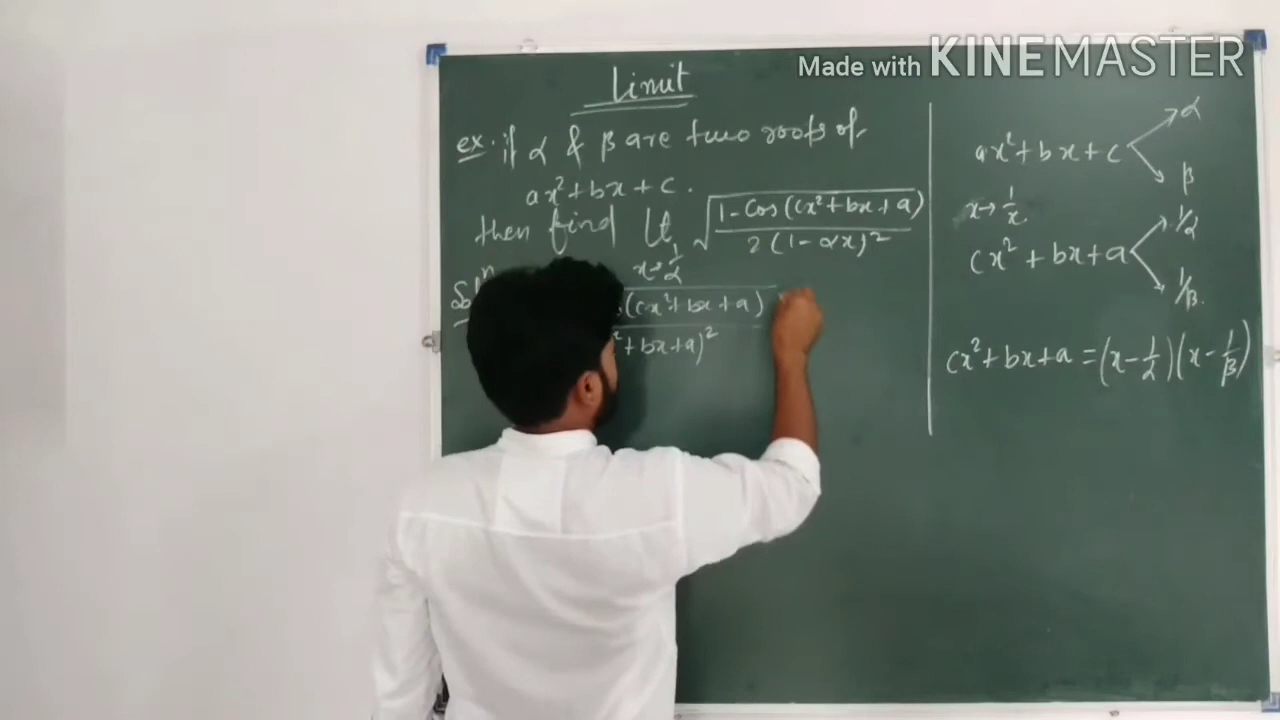 Made with KINEMASTER
Limit
ex. if α & β are two roots of
ax²+bx+c.
then find Lt x→1/α √((1-Cos(cx²+bx+a))/(2(1-αx)²))
(cx²+bx+a)
+bx+a)²
ax²+bx+c
α
β
x→1/x
cx²+bx+a
1/α
1/β.
cx²+bx+a=(x-1/α)(x-1/β)